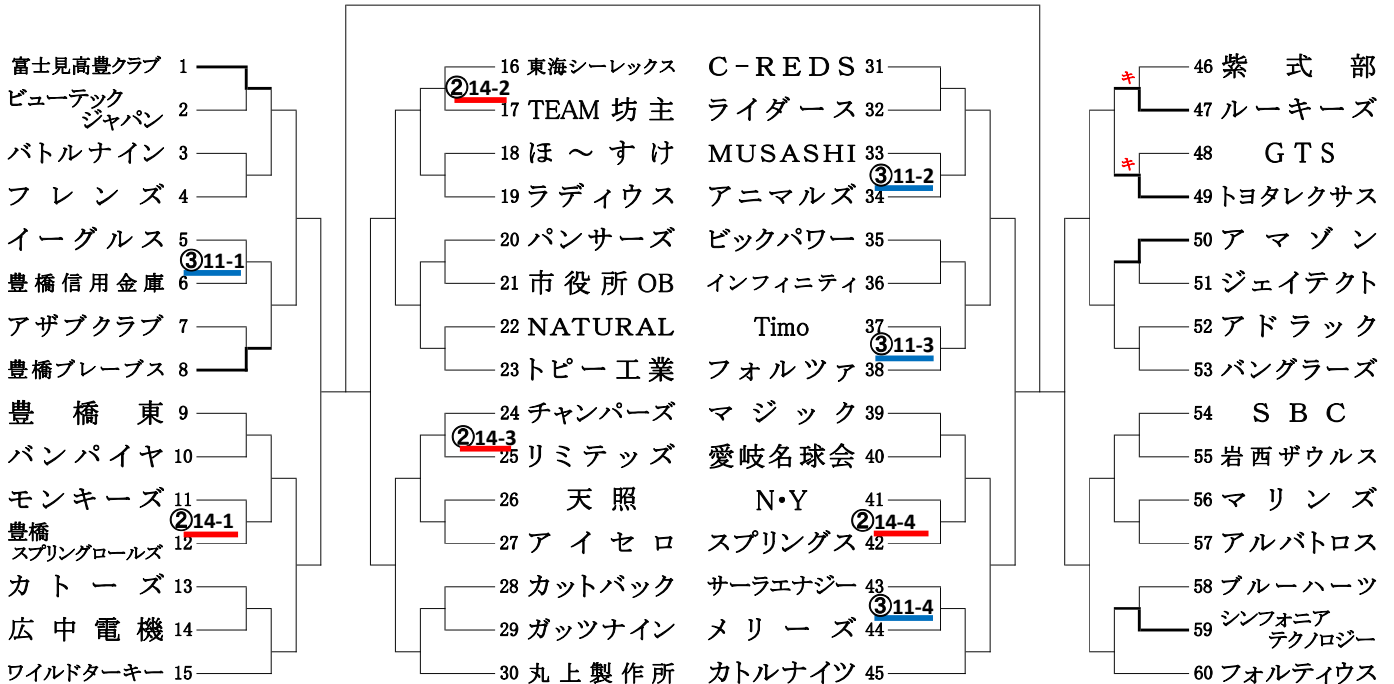 富士見高豊クラブ 1
ビューテック
ジャパン 2
バトルナイン 3
フレンズ 4
イーグルス 5
③11-1
豊橋信用金庫 6
アザブクラブ 7
豊橋ブレーブス 8
豊橋東 9
バンパイヤ 10
モンキーズ 11
②14-1
豊橋
スプリングロールズ 12
カトーズ 13
広中電機 14
ワイルドターキー 15
16 東海シーレックス
②14-2
17 TEAM 坊主
18 ほ～すけ
19 ラディウス
20 パンサーズ
21 市役所OB
22 NATURAL
23 トピー工業
24 チャンパーズ
②14-3
25 リミテッズ
26 天照
27 アイセロ
28 カットバック
29 ガッツナイン
30 丸上製作所
C-REDS 31
ライダース 32
MUSASHI 33
③11-2
アニマルズ 34
ビックパワー 35
インフィニティ 36
Timo 37
③11-3
フォルツァ 38
マジック 39
愛岐名球会 40
N・Y 41
②14-4
スプリングス 42
サーラエナジー 43
③11-4
メリーズ 44
カトルナイツ 45
46 紫式部
キ
47 ルーキーズ
48 GTS
キ
49 トヨタレクサス
50 アマゾン
51 ジェイテクト
52 アドラック
53 バングラーズ
54 SBC
55 岩西ザウルス
56 マリンズ
57 アルバトロス
58 ブルーハーツ
59 シンフォニア
テクノロジー
60 フォルティウス